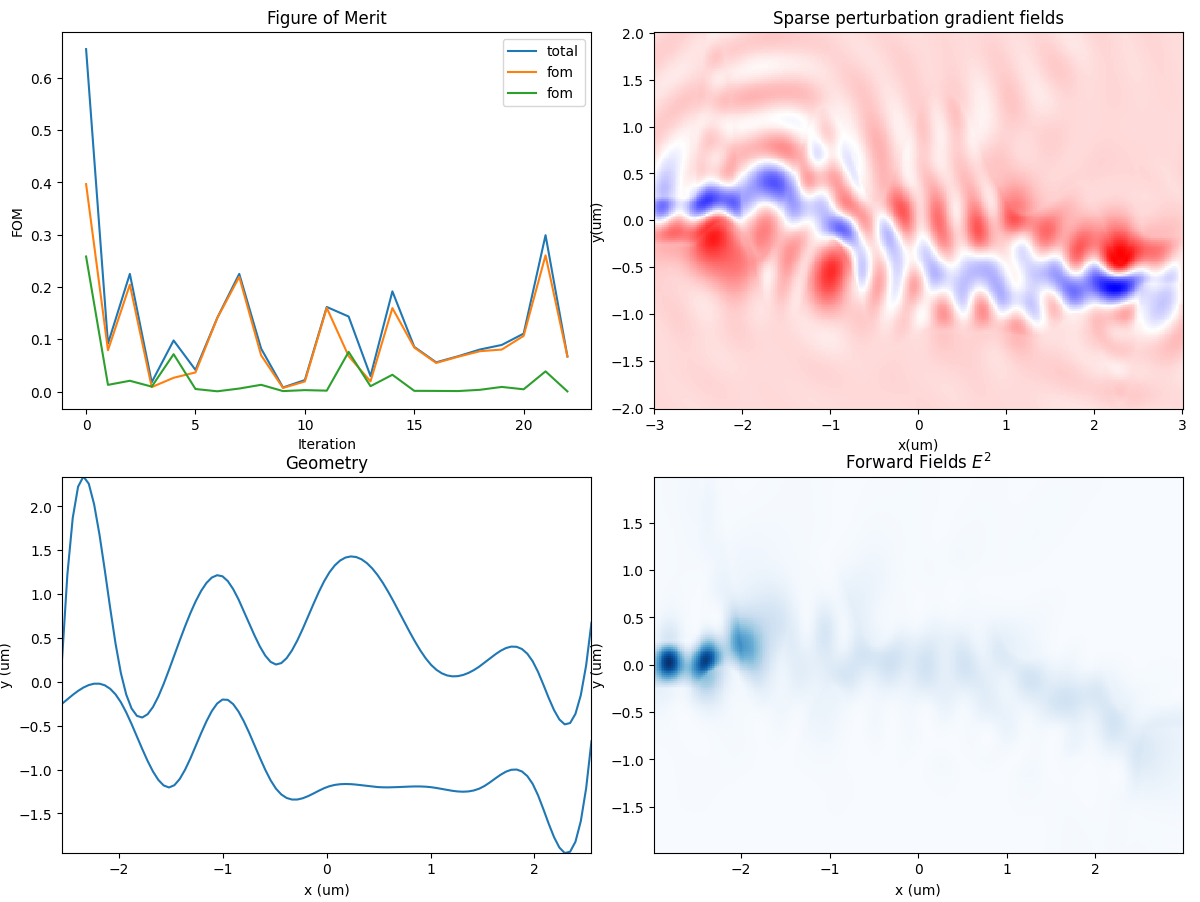 Figure of Merit
FOM
0.6
0.5
0.4
0.3
0.2
0.1
0.0
total
fom
fom
0 5 10 15 20
Iteration
Sparse perturbation gradient fields
y(um)
2.0
1.5
1.0
0.5
0.0
−0.5
−1.0
−1.5
−2.0
−3 −2 −1 0 1 2 3
x(um)
Geometry
y (um)
2.0
1.5
1.0
0.5
0.0
−0.5
−1.0
−1.5
−2 −1 0 1 2
x (um)
Forward Fields E²
y (um)
1.5
1.0
0.5
0.0
−0.5
−1.0
−1.5
−2 −1 0 1 2
x (um)